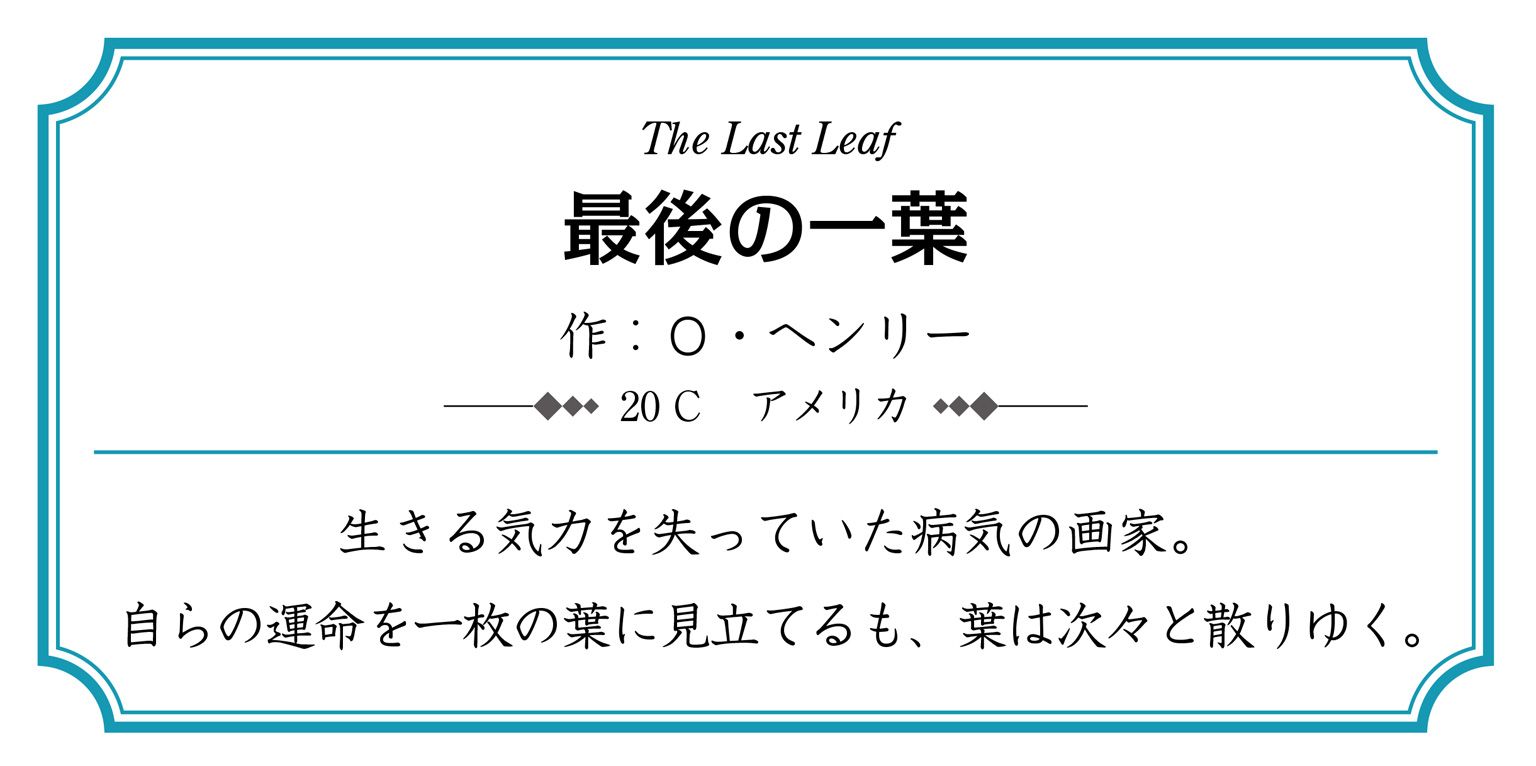 The Last Leaf
最後の一葉
作：O・ヘンリー
20 C　アメリカ
生きる気力を失っていた病気の画家。
自らの運命を一枚の葉に見立てるも、葉は次々と散りゆく。